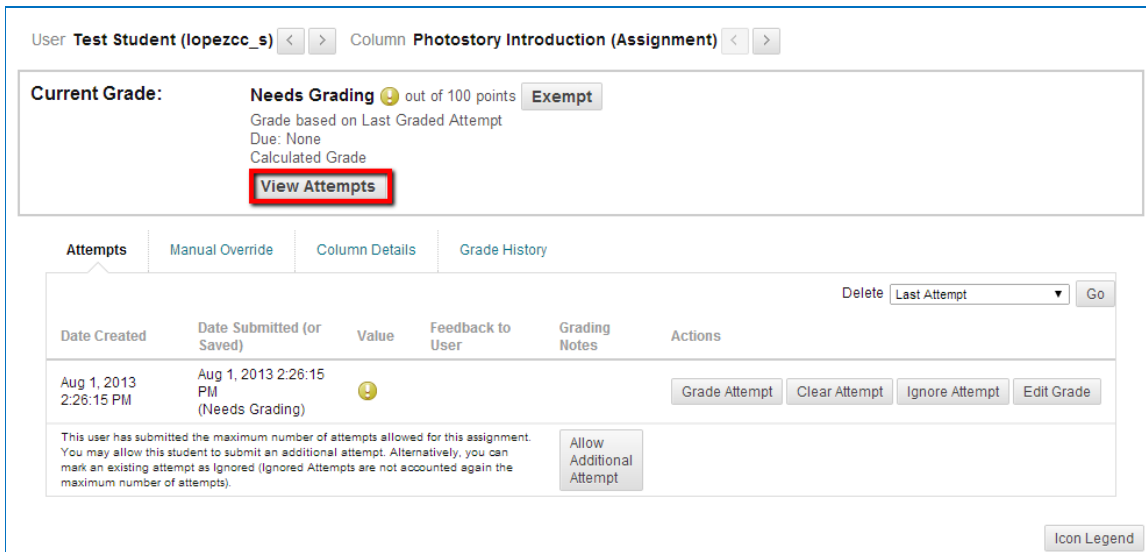 User Test Student (lopezcc_s) < > Column Photostory Introduction (Assignment) < >
Current Grade: Needs Grading ! out of 100 points Exempt
Grade based on Last Graded Attempt
Due: None
Calculated Grade
View Attempts
Attempts Manual Override Column Details Grade History
Delete Last Attempt Go
Date Created Date Submitted (or Saved) Value Feedback to User Grading Notes Actions
Aug 1, 2013 2:26:15 PM Aug 1, 2013 2:26:15 PM (Needs Grading) ! Grade Attempt Clear Attempt Ignore Attempt Edit Grade
This user has submitted the maximum number of attempts allowed for this assignment.
You may allow this student to submit an additional attempt. Alternatively, you can
mark an existing attempt as Ignored (Ignored Attempts are not accounted again the
maximum number of attempts).
Allow
Additional
Attempt
Icon Legend